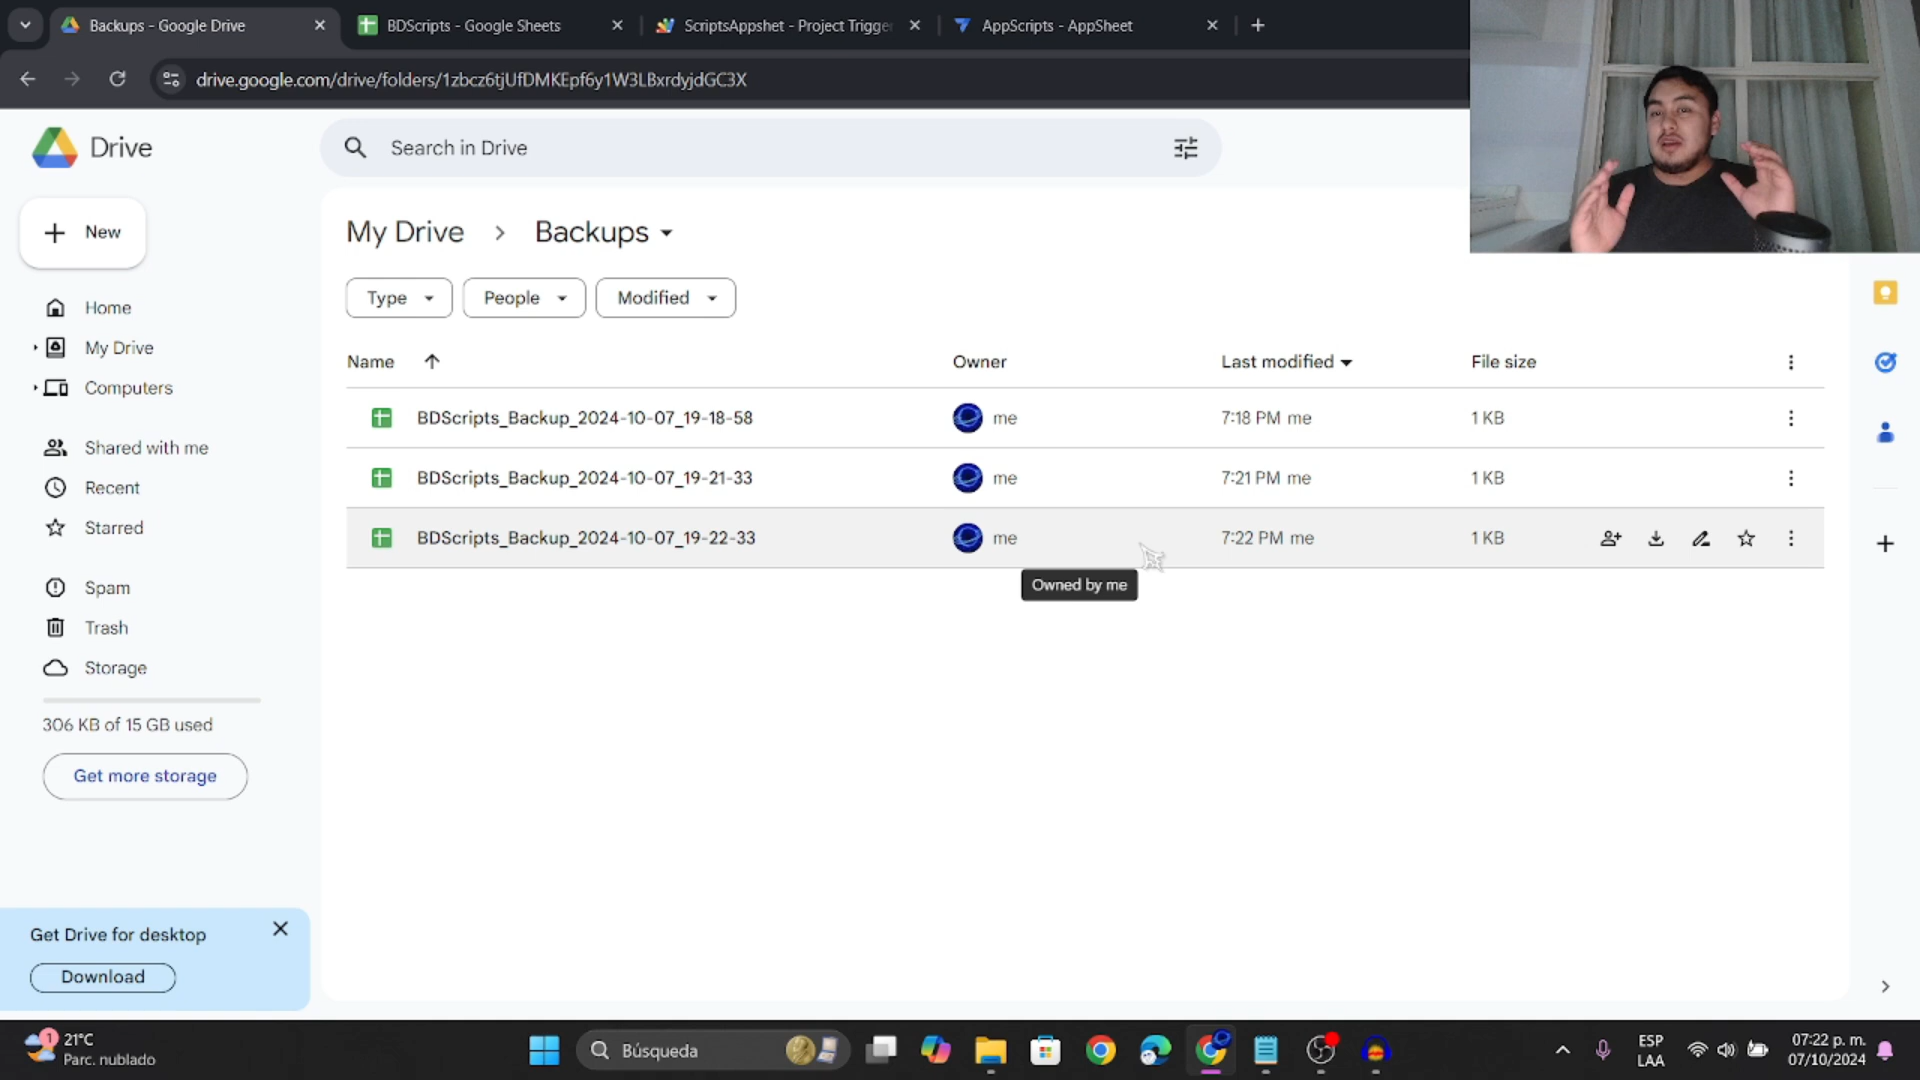 Backups - Google Drive
BDScripts - Google Sheets
ScriptsAppshet - Project Trigge
AppScripts - AppSheet
drive.google.com/drive/folders/1zbcz6tjUfDMKEpf6y1W3LBxrdyjdGC3X
Drive
Search in Drive
New
My Drive > Backups
Type
People
Modified
Home
My Drive
Computers
Shared with me
Recent
Starred
Spam
Trash
Storage
306 KB of 15 GB used
Get more storage
Name Owner Last modified File size
BDScripts_Backup_2024-10-07_19-18-58 me 7:18 PM me 1 KB
BDScripts_Backup_2024-10-07_19-21-33 me 7:21 PM me 1 KB
BDScripts_Backup_2024-10-07_19-22-33 me 7:22 PM me 1 KB
Owned by me
Get Drive for desktop
Download
1
21°C
Parc. nublado
Búsqueda
ESP
LAA
07:22 p. m.
07/10/2024